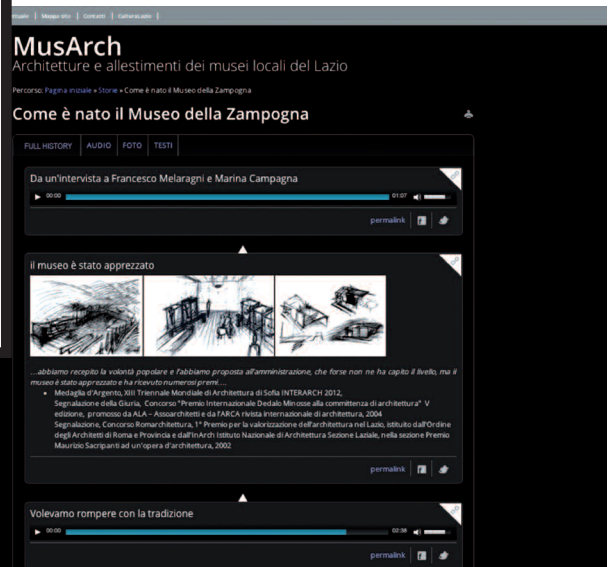 Mappa sito | Contatti |
MusArch
Architetture e allestimenti dei musei locali del Lazio
Percorso: Pagina iniziale » Storie » Come è nato il Museo della Zampogna
Come è nato il Museo della Zampogna
FULL HISTORY AUDIO FOTO TESTI
Da un'intervista a Francesco Melaragni e Marina Campagna
00:00 01:07
permalink
il museo è stato apprezzato
...abbiamo recepito la volontà popolare e l'abbiamo proposta all'amministrazione, che forse non ne ha capito il livello, ma il
museo è stato apprezzato e ha ricevuto numerosi premi....
• Medaglia d'Argento, XIII Triennale Mondiale di Architettura di Sofia INTERARCH 2012,
Segnalazione della Giuria, Concorso "Premio Internazionale Dedalo Minosse alla committenza di architettura" V
edizione, promosso da ALA – Assoarchitetti e da l'ARCA rivista internazionale di architettura, 2004
Segnalazione, Concorso Romarchitettura, 1° Premio per la valorizzazione dell'architettura nel Lazio, istituito dall'Ordine
degli Architetti di Roma e Provincia e dall'InArch Istituto Nazionale di Architettura Sezione Laziale, nella sezione Premio
Maurizio Sacripanti ad un'opera d'architettura, 2002
permalink
Volevamo rompere con la tradizione
00:00 02:38
permalink